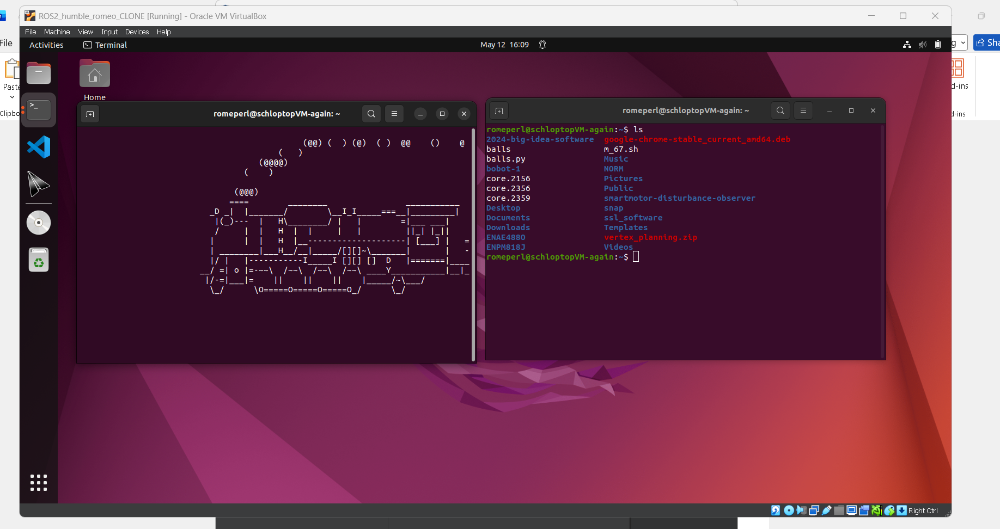 ROS2_humble_romeo_CLONE [Running] - Oracle VM VirtualBox
File Machine View Input Devices Help
File
Activities Terminal May 12 16:09
Sha
Paste
Home
d-ins
Clipbo
d-ins
romeperl@schloptopVM-again: ~
                     (@@) (  ) (@)  ( )  @@    ()    @
                (   )
            (@@@@)
         (    )

       (@@@)
      ====        ________                ___________
  _D _|  |_______/        \__I_I_____===__|_________|
   |(_)---  |   H\________/ |   |        =|___ ___|
   /     |  |   H  |  |     |   |         ||_| |_||
  |      |  |   H  |__--------------------| [___] |   =
  | ________|___H__/__|_____/[][]~\_______|       |   -
  |/ |   |-----------I_____I [][] []  D   |=======|____
__/ =| o |=-~~\  /~~\  /~~\  /~~\ ____Y___________|__|_
 |/-=|___|=    ||    ||    ||    |_____/~\___/
  \_/      \O=====O=====O=====O_/      \_/
romeperl@schloptopVM-again: ~
romeperl@schloptopVM-again:~$ ls
2024-big-idea-software google-chrome-stable_current_amd64.deb
balls m_67.sh
balls.py Music
bobot-1 NORM
core.2156 Pictures
core.2356 Public
core.2359 smartmotor-disturbance-observer
Desktop snap
Documents ssl_software
Downloads Templates
ENAE488O vertex_planning.zip
ENPM818J Videos
romeperl@schloptopVM-again:~$
Right Ctrl